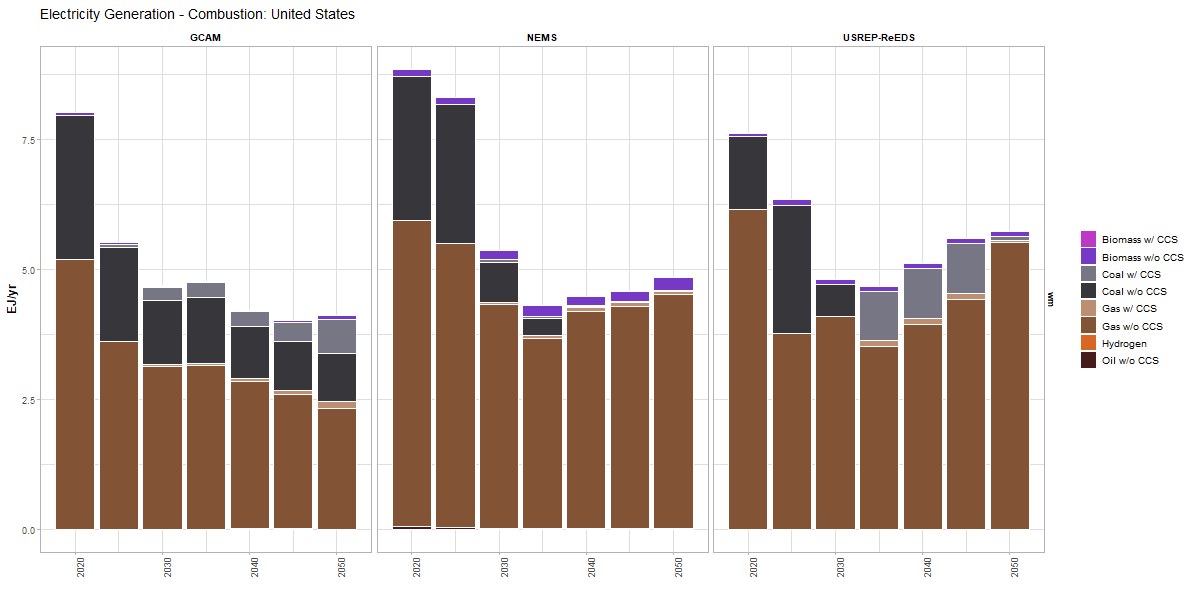 Electricity Generation - Combustion: United States
GCAM
NEMS
USREP-ReEDS
EJ/yr
7.5
5.0
2.5
0.0
2020
2030
2040
2050
2020
2030
2040
2050
2020
2030
2040
2050
wm
Biomass w/ CCS
Biomass w/o CCS
Coal w/ CCS
Coal w/o CCS
Gas w/ CCS
Gas w/o CCS
Hydrogen
Oil w/o CCS